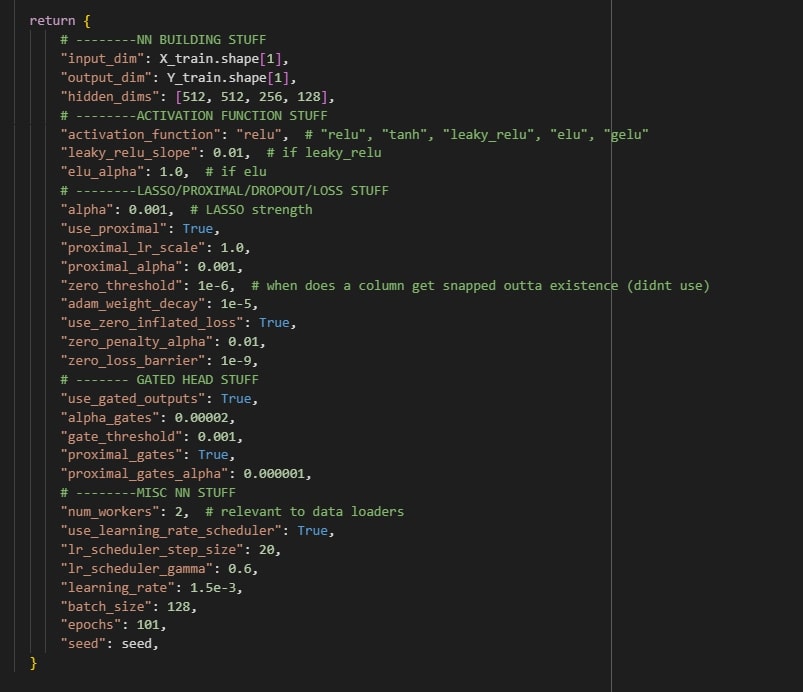 return {
# --------NN BUILDING STUFF
"input_dim": X_train.shape[1],
"output_dim": Y_train.shape[1],
"hidden_dims": [512, 512, 256, 128],
# --------ACTIVATION FUNCTION STUFF
"activation_function": "relu",  # "relu", "tanh", "leaky_relu", "elu", "gelu"
"leaky_relu_slope": 0.01,  # if leaky_relu
"elu_alpha": 1.0,  # if elu
# --------LASSO/PROXIMAL/DROPOUT/LOSS STUFF
"alpha": 0.001,  # LASSO strength
"use_proximal": True,
"proximal_lr_scale": 1.0,
"proximal_alpha": 0.001,
"zero_threshold": 1e-6,  # when does a column get snapped outta existence (didnt use)
"adam_weight_decay": 1e-5,
"use_zero_inflated_loss": True,
"zero_penalty_alpha": 0.01,
"zero_loss_barrier": 1e-9,
# ------- GATED HEAD STUFF
"use_gated_outputs": True,
"alpha_gates": 0.00002,
"gate_threshold": 0.001,
"proximal_gates": True,
"proximal_gates_alpha": 0.000001,
# --------MISC NN STUFF
"num_workers": 2,  # relevant to data loaders
"use_learning_rate_scheduler": True,
"lr_scheduler_step_size": 20,
"lr_scheduler_gamma": 0.6,
"learning_rate": 1.5e-3,
"batch_size": 128,
"epochs": 101,
"seed": seed,
}